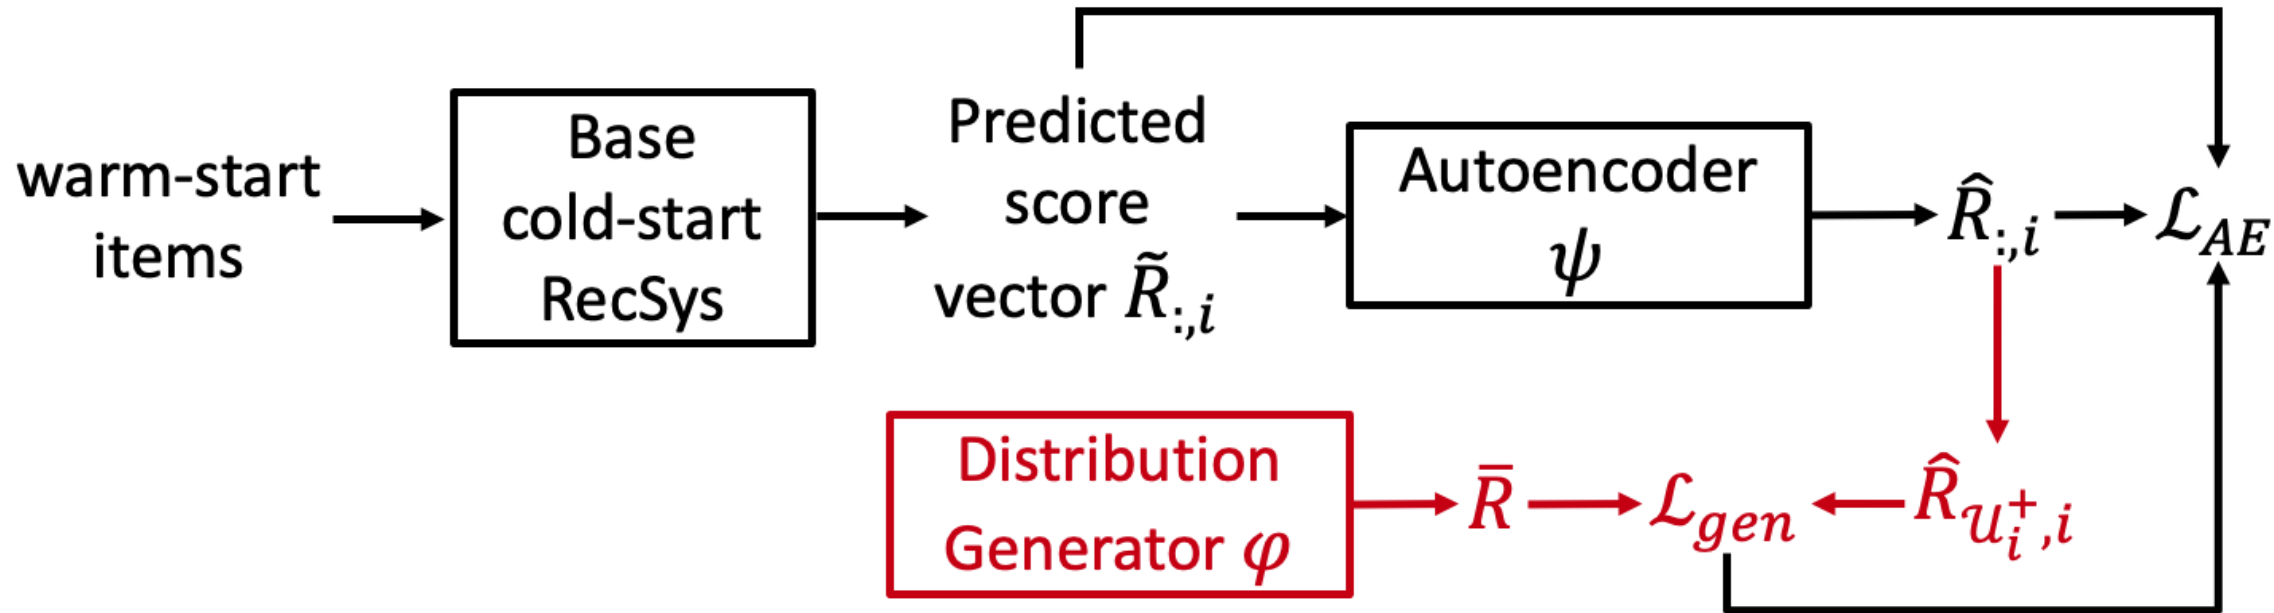 warm-start
items
Base
cold-start
RecSys
Predicted
score
vector R̃:,i
Autoencoder
ψ
R̂:,i
ℒAE
Distribution
Generator φ
R̄
ℒgen
R̂𝒰i+,i